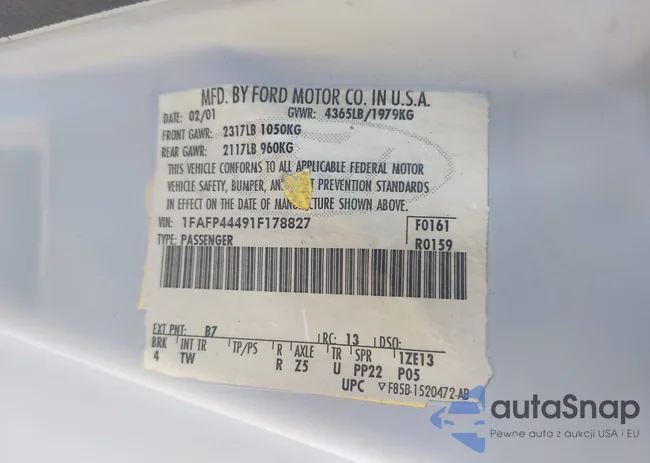 MFD. BY FORD MOTOR CO. IN U.S.A.
DATE: 02/01 GVWR: 4365LB/1979KG
FRONT GAWR: 2317LB 1050KG
REAR GAWR: 2117LB 960KG
THIS VEHICLE CONFORMS TO ALL APPLICABLE FEDERAL MOTOR
VEHICLE SAFETY, BUMPER, PREVENTION STANDARDS
IN EFFECT ON THE DATE OF MANUFACTURE SHOWN ABOVE.
VIN: 1FAFP44491F178827 F0161
TYPE: PASSENGER R0159
EXT PNT: B7 RC: 13 DSO:
BRK INT TR TP/PS R AXLE TR SPR 1ZE13
4 TW R Z5 U PP22 P05
UPC ▽F85B-1520472-AB
autoSnap
Pewne auta z aukcji USA i EU